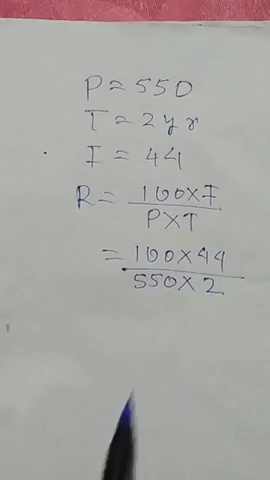 P = 550
T = 2 yr
I = 44
R = 100×I
P×T
= 100×44
550×2